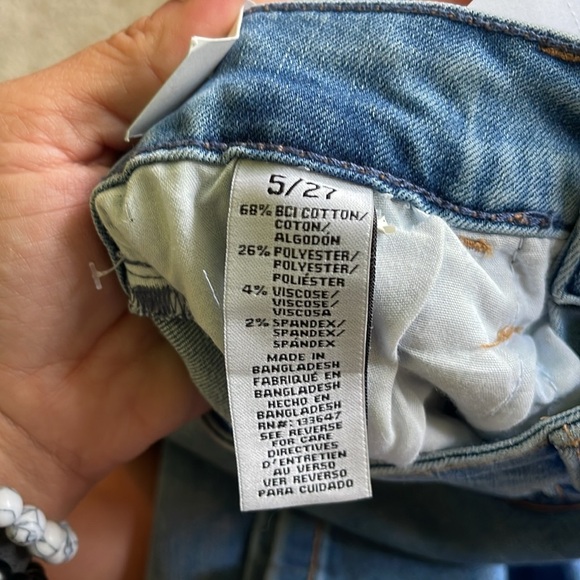 5/27
68% BCI COTTON/
COTON/
ALGODÓN
26% POLYESTER/
POLYESTER/
POLIÉSTER
4% VISCOSE/
VISCOSE/
VISCOSA
2% SPANDEX/
SPANDEX/
SPANDEX
MADE IN
BANGLADESH
FABRIQUÉ EN
BANGLADESH
HECHO EN
BANGLADESH
RN#: 133647
SEE REVERSE
FOR CARE
DIRECTIVES
D'ENTRETIEN
AU VERSO
VER REVERSO
PARA CUIDADO